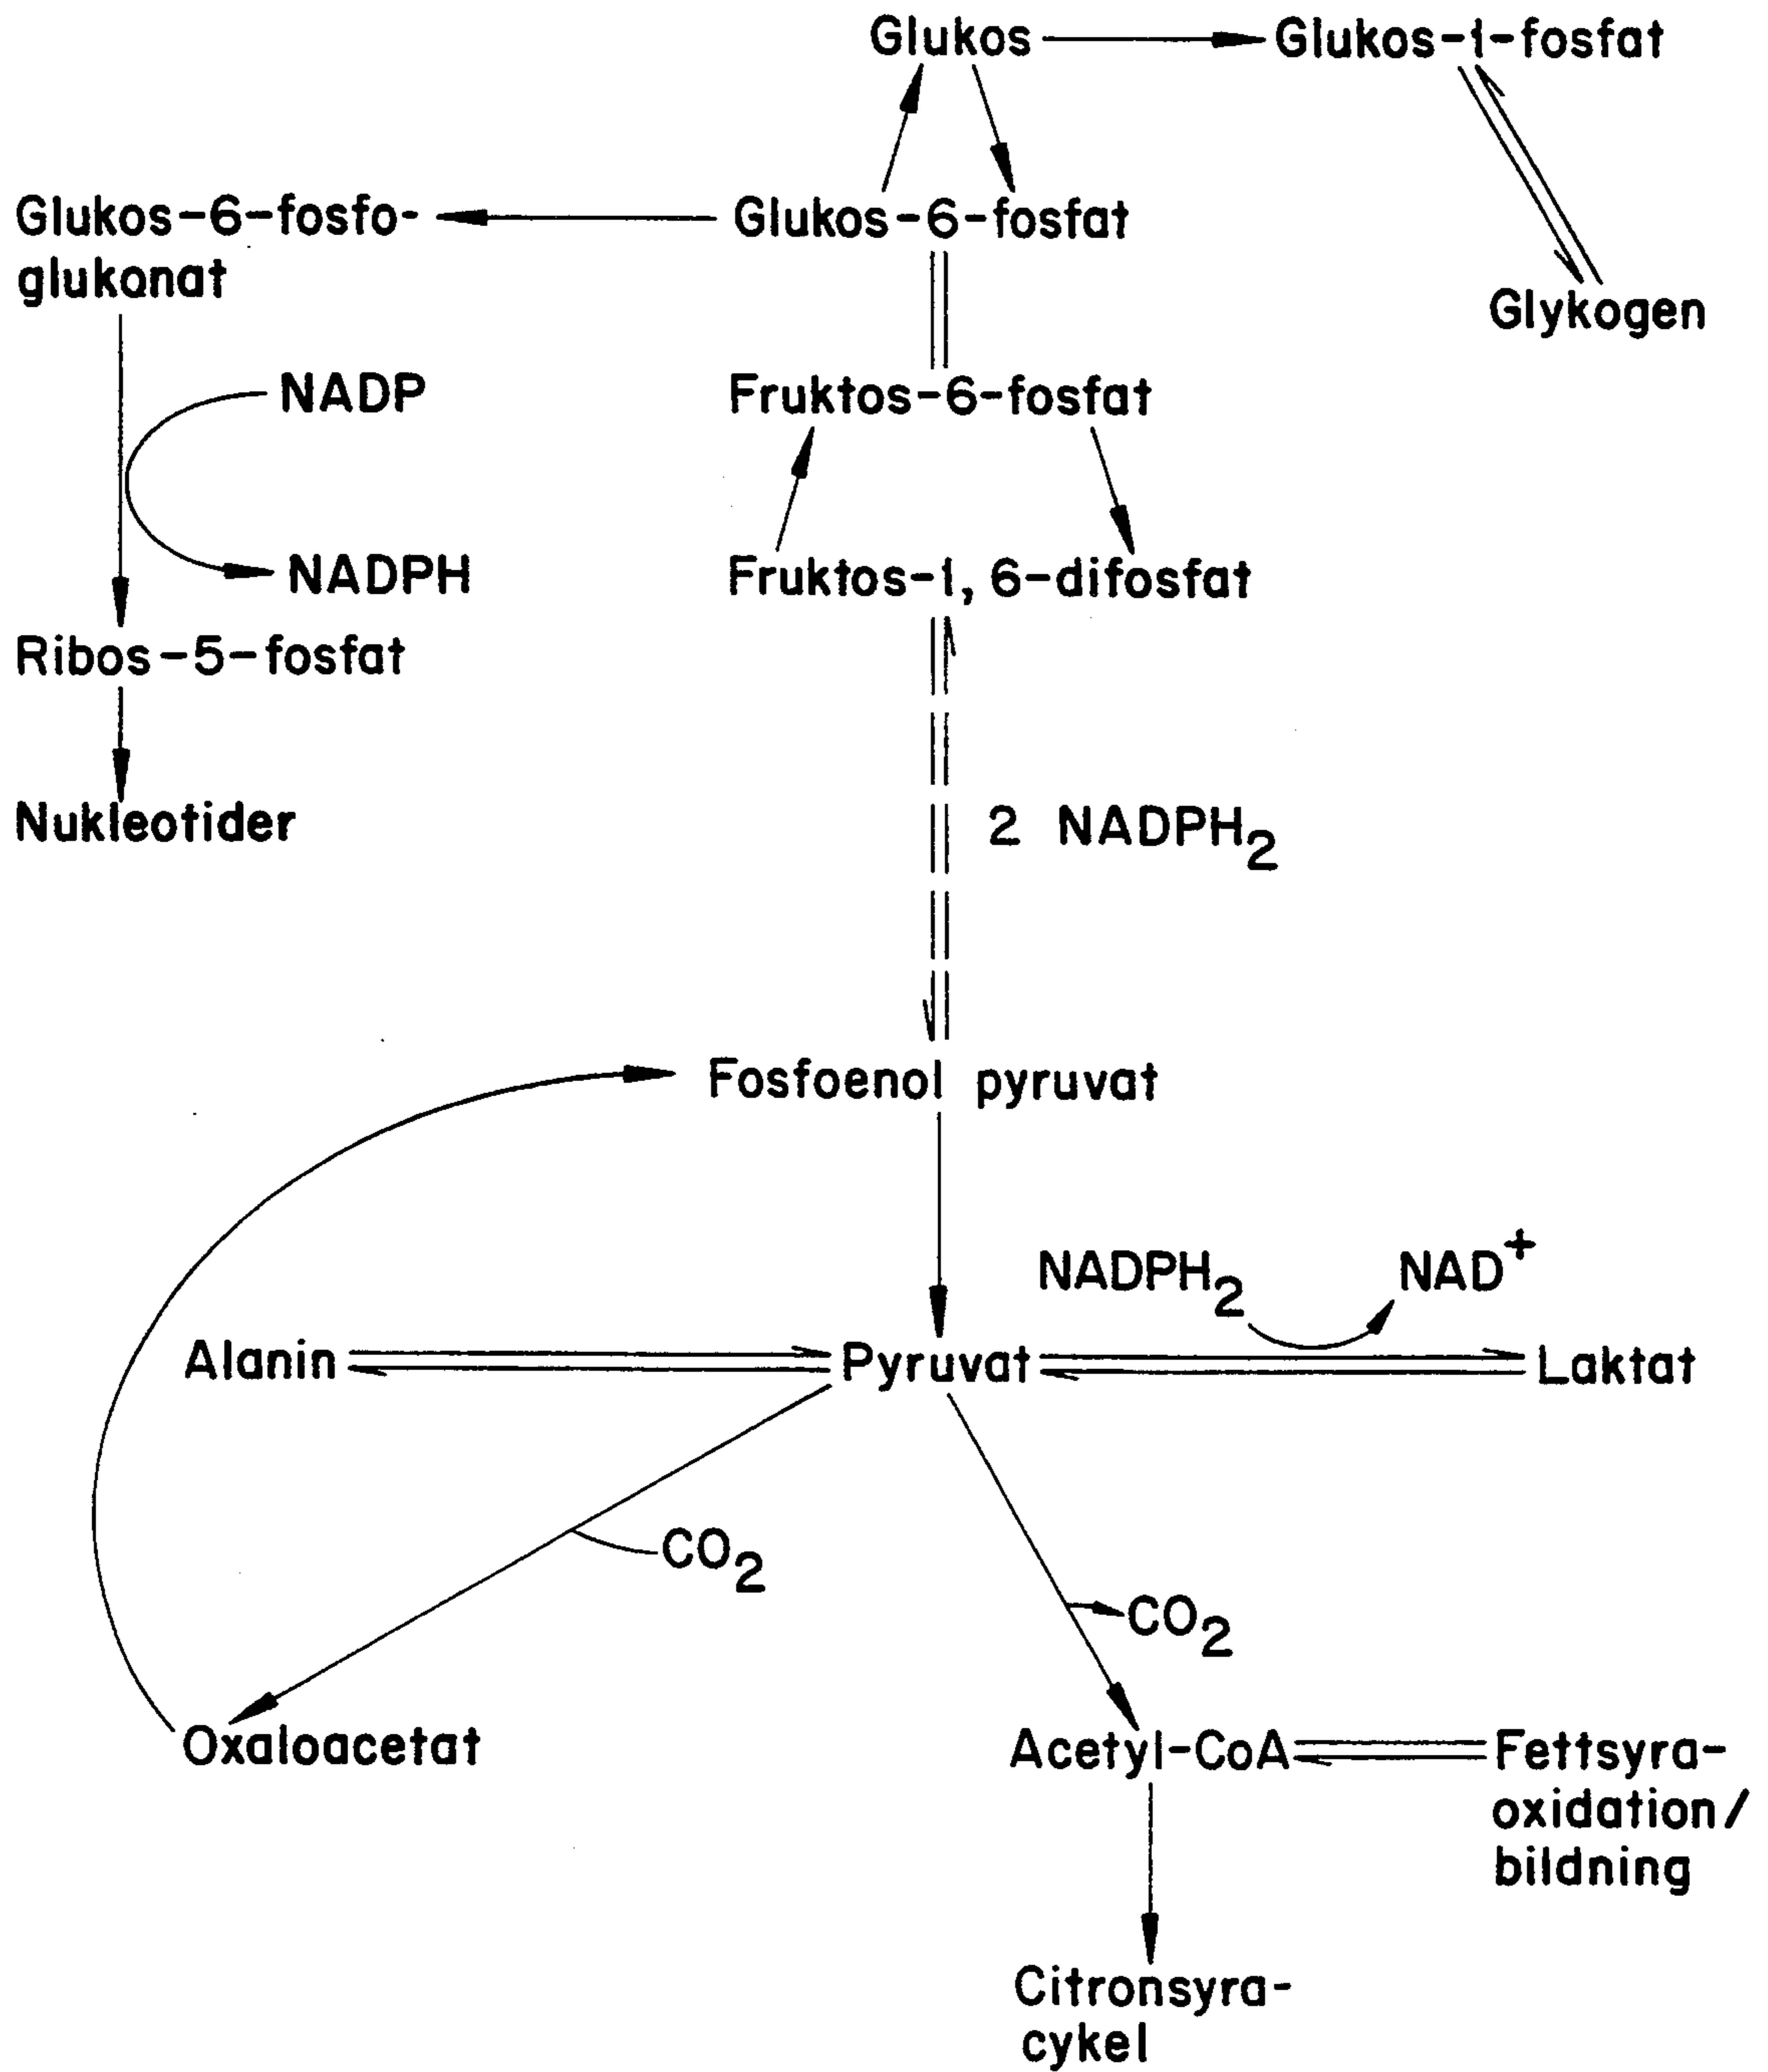 Glukos
Glukos-1-fosfat
Glukos-6-fosfo-
glukonat
Glukos-6-fosfat
Glykogen
NADP
Fruktos-6-fosfat
NADPH
Fruktos-1, 6-difosfat
Ribos-5-fosfat
Nukleotider
2 NADPH2
Fosfoenol pyruvat
NADPH2
NAD+
Alanin
Pyruvat
Laktat
CO2
CO2
Oxaloacetat
Acetyl-CoA
Fettsyra-
oxidation/
bildning
Citronsyra-
cykel